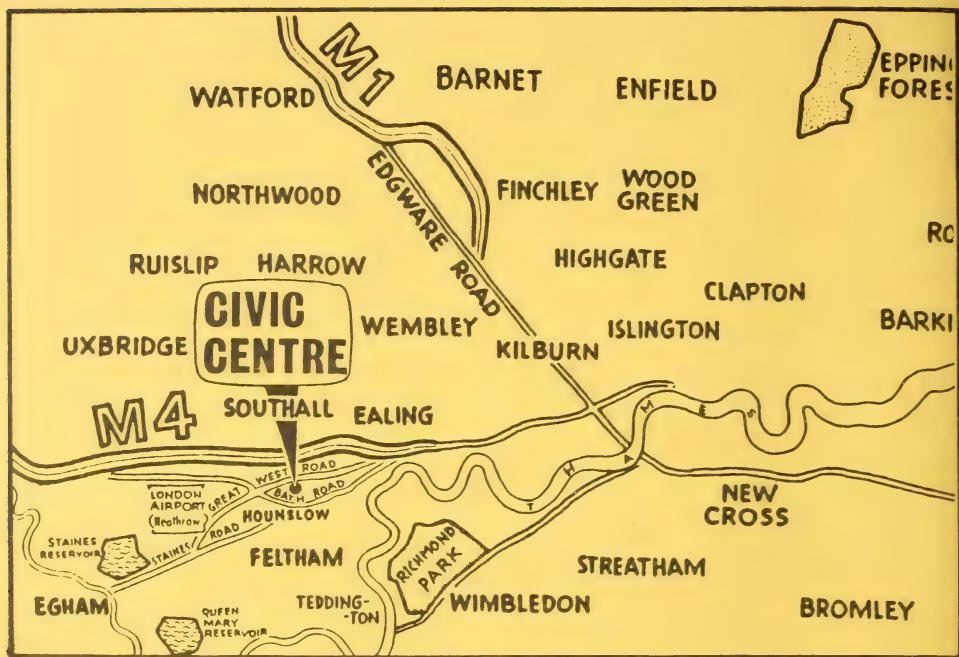 M1
BARNET
ENFIELD
EPPIN
FORES
WATFORD
EDGWARE ROAD
NORTHWOOD
FINCHLEY
WOOD
GREEN
RO
HIGHGATE
RUISLIP
HARROW
CLAPTON
CIVIC
CENTRE
WEMBLEY
ISLINGTON
BARKI
UXBRIDGE
KILBURN
M4
SOUTHALL
EALING
THAMES
GREAT WEST ROAD
BATH ROAD
LONDON
AIRPORT
(Heathrow)
HOUNSLOW
NEW
CROSS
STAINES
RESERVOIR
STAINES ROAD
FELTHAM
RICHMOND
PARK
STREATHAM
EGHAM
TEDDING-
-TON
WIMBLEDON
BROMLEY
QUEEN
MARY
RESERVOIR